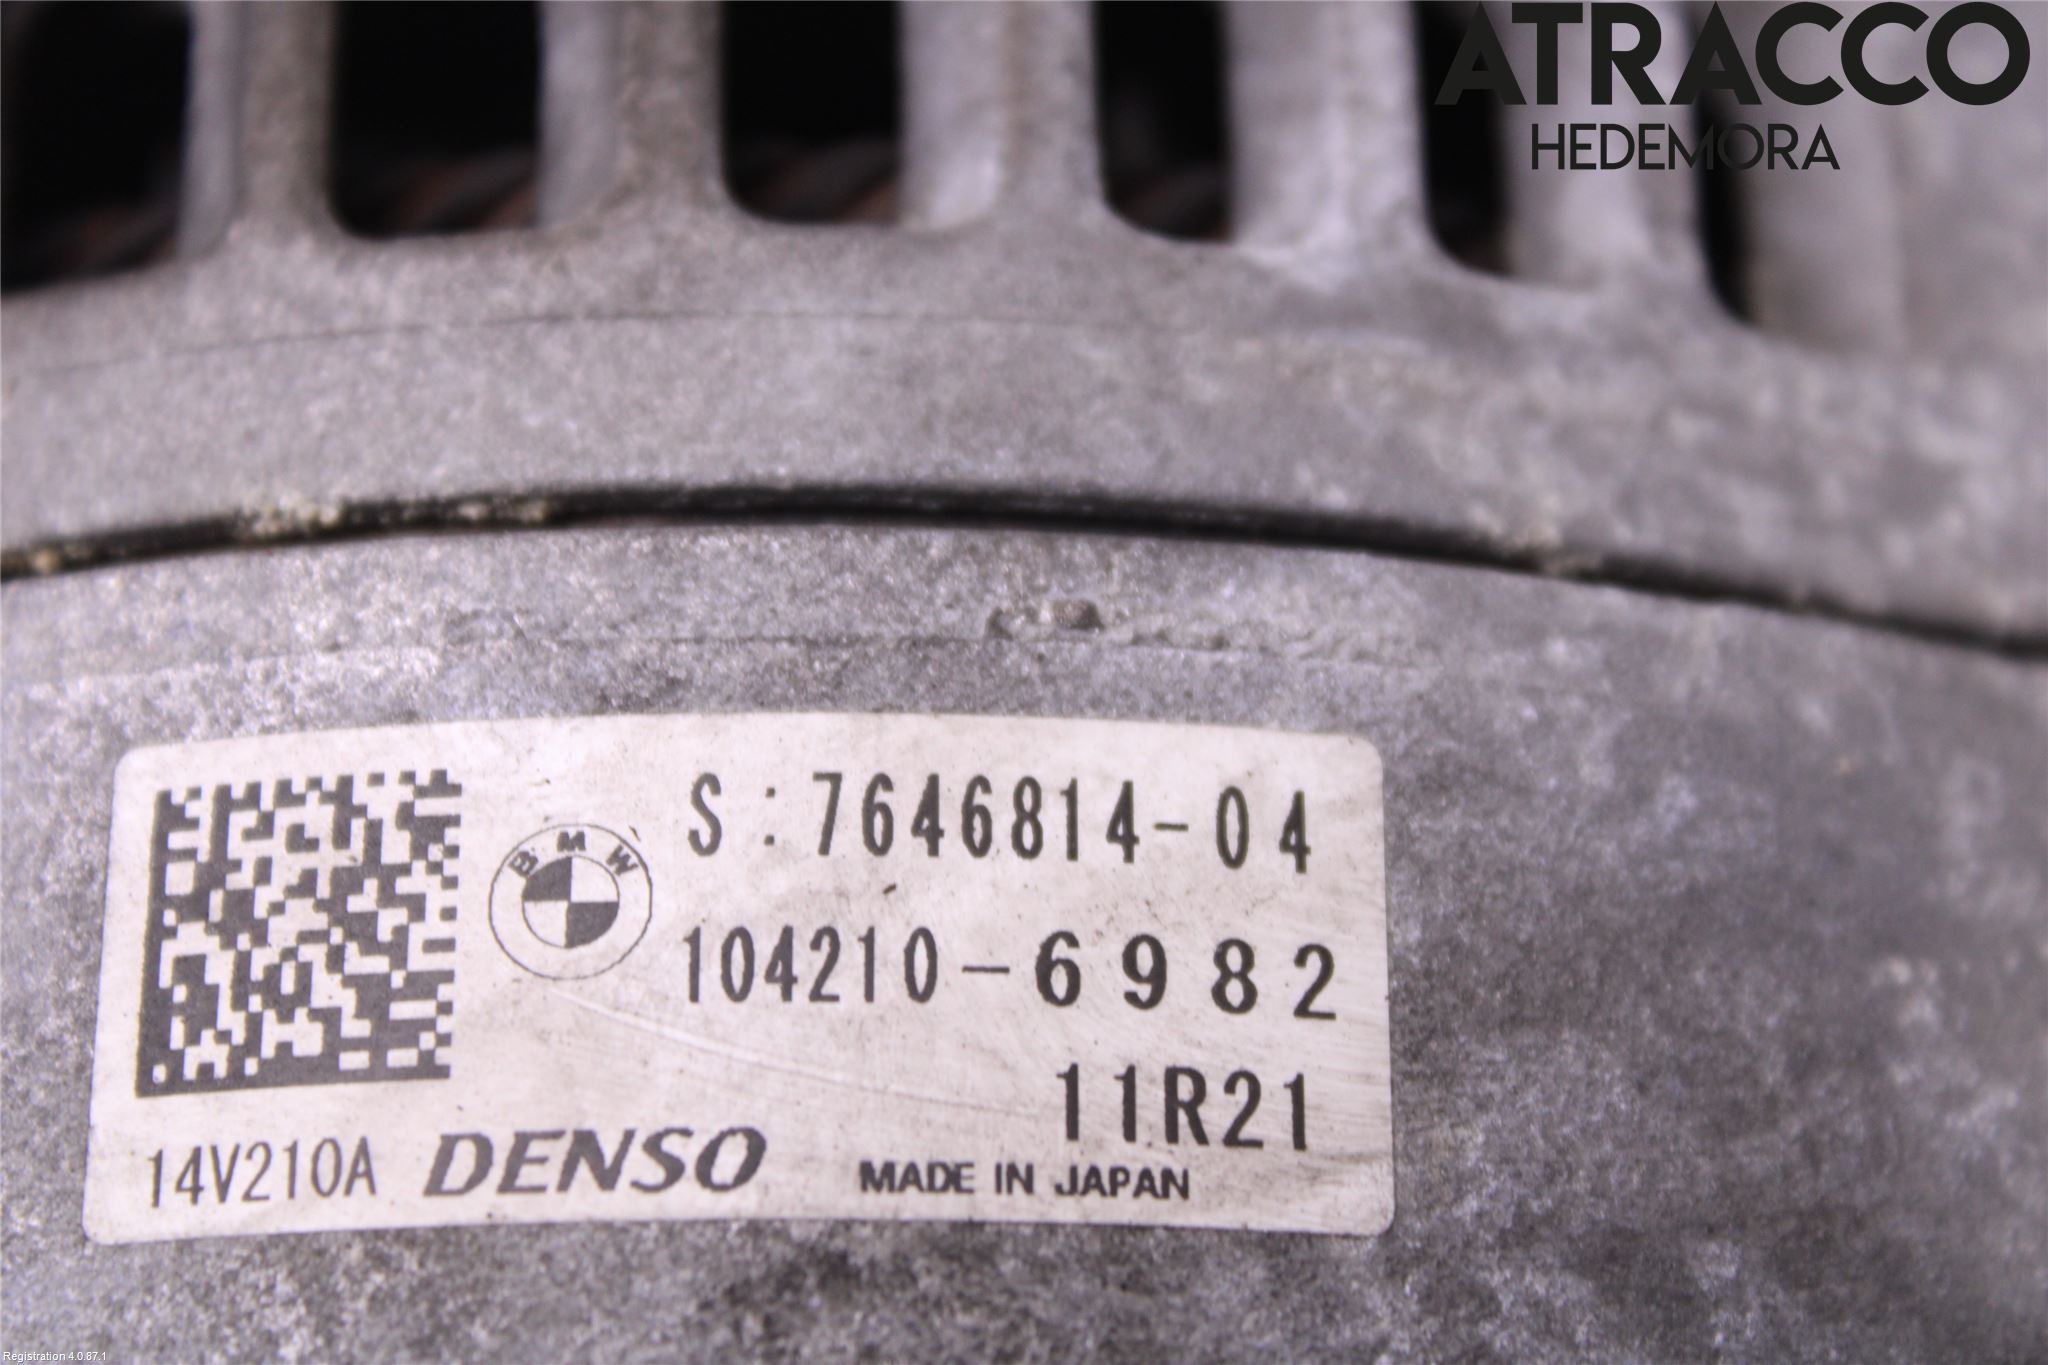 ATRACCO
HEDEMORA
S:7646814-04
BMW
104210-6982
11R21
14V210A DENSO MADE IN JAPAN
Registration 4.0.87.1